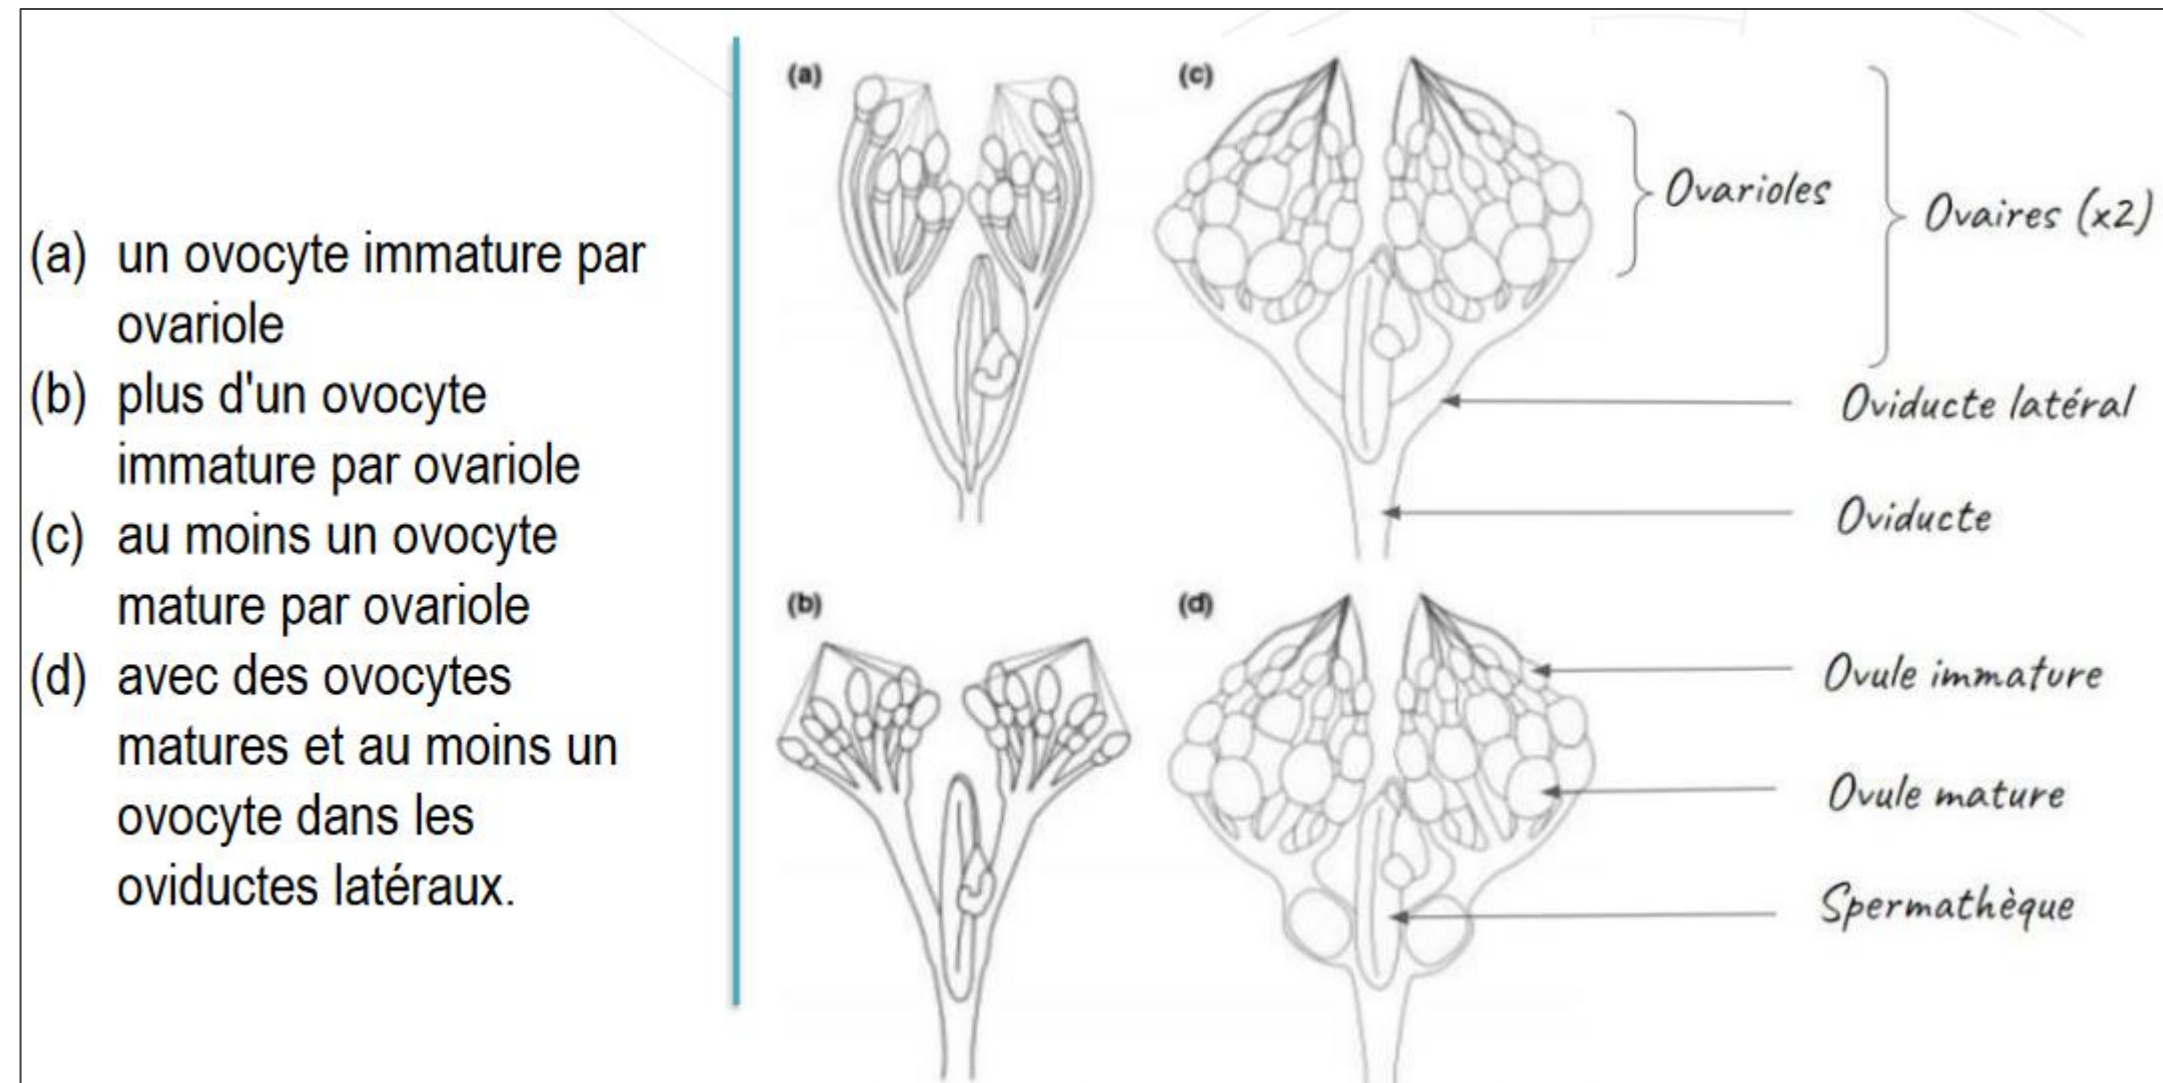 (a) un ovocyte immature par
ovariole
(b) plus d'un ovocyte
immature par ovariole
(c) au moins un ovocyte
mature par ovariole
(d) avec des ovocytes
matures et au moins un
ovocyte dans les
oviductes latéraux.
(a)
(c)
Ovarioles
Ovaires (x2)
Oviducte latéral
Oviducte
(b)
(d)
Ovule immature
Ovule mature
Spermathèque